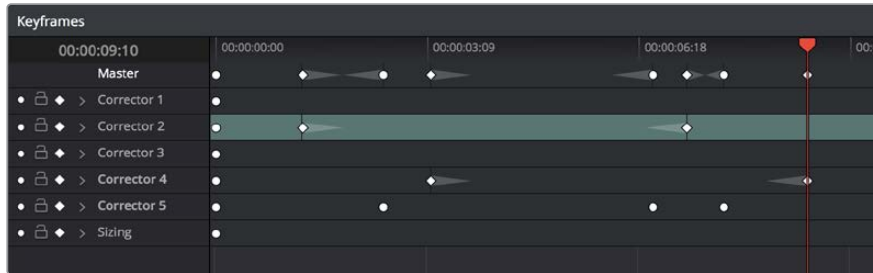 Keyframes
00:00:09:10 00:00:00:00 00:00:03:09 00:00:06:18 00:
Master
> Corrector 1
> Corrector 2
> Corrector 3
> Corrector 4
> Corrector 5
> Sizing